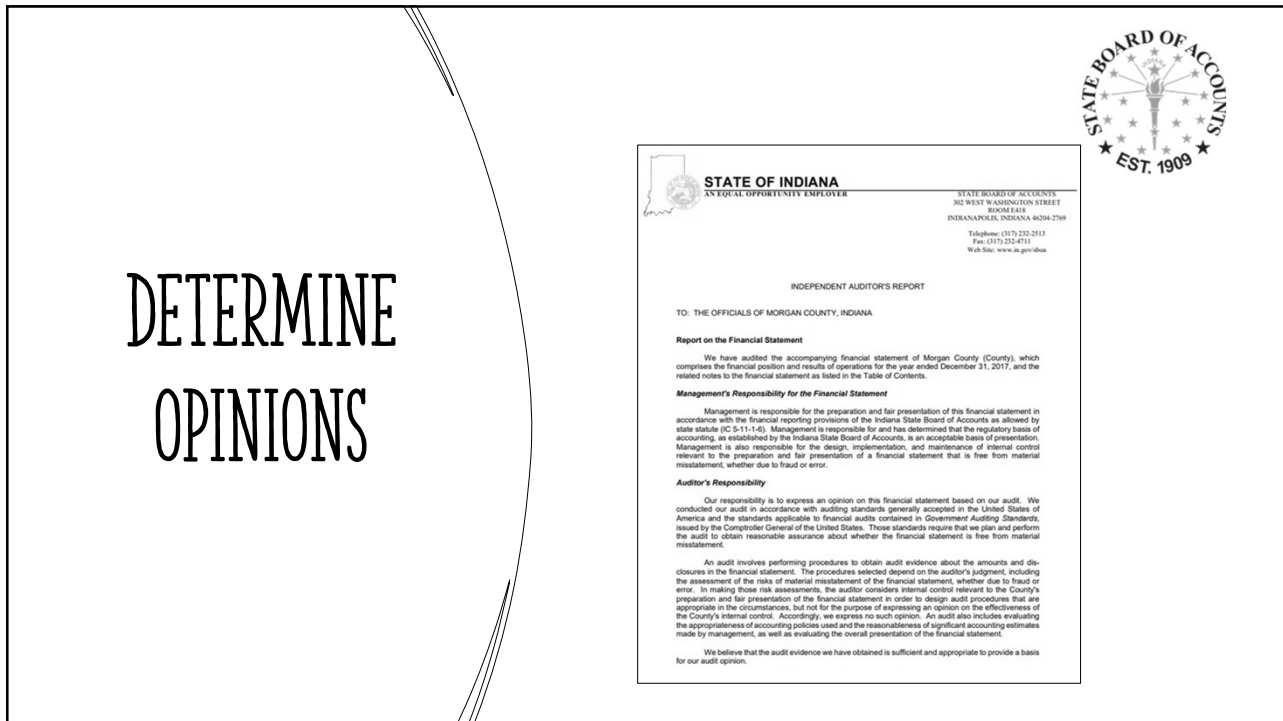 DETERMINE
OPINIONS
STATE BOARD OF ACCOUNTS
INDIANA
★ EST. 1909 ★
STATE OF INDIANA
AN EQUAL OPPORTUNITY EMPLOYER
STATE BOARD OF ACCOUNTS
302 WEST WASHINGTON STREET
ROOM E418
INDIANAPOLIS, INDIANA 46204-2769
Telephone: (317) 232-2513
Fax: (317) 232-4711
Web Site: www.in.gov/sboa
INDEPENDENT AUDITOR'S REPORT
TO: THE OFFICIALS OF MORGAN COUNTY, INDIANA
Report on the Financial Statement
We have audited the accompanying financial statement of Morgan County (County), which
comprises the financial position and results of operations for the year ended December 31, 2017, and the
related notes to the financial statement as listed in the Table of Contents.
Management's Responsibility for the Financial Statement
Management is responsible for the preparation and fair presentation of this financial statement in
accordance with the financial reporting provisions of the Indiana State Board of Accounts as allowed by
state statute (IC 5-11-1-6). Management is responsible for and has determined that the regulatory basis of
accounting, as established by the Indiana State Board of Accounts, is an acceptable basis of presentation.
Management is also responsible for the design, implementation, and maintenance of internal control
relevant to the preparation and fair presentation of a financial statement that is free from material
misstatement, whether due to fraud or error.
Auditor's Responsibility
Our responsibility is to express an opinion on this financial statement based on our audit. We
conducted our audit in accordance with auditing standards generally accepted in the United States of
America and the standards applicable to financial audits contained in Government Auditing Standards,
issued by the Comptroller General of the United States. Those standards require that we plan and perform
the audit to obtain reasonable assurance about whether the financial statement is free from material
misstatement.
An audit involves performing procedures to obtain audit evidence about the amounts and dis-
closures in the financial statement. The procedures selected depend on the auditor's judgment, including
the assessment of the risks of material misstatement of the financial statement, whether due to fraud or
error. In making those risk assessments, the auditor considers internal control relevant to the County's
preparation and fair presentation of the financial statement in order to design audit procedures that are
appropriate in the circumstances, but not for the purpose of expressing an opinion on the effectiveness of
the County's internal control. Accordingly, we express no such opinion. An audit also includes evaluating
the appropriateness of accounting policies used and the reasonableness of significant accounting estimates
made by management, as well as evaluating the overall presentation of the financial statement.
We believe that the audit evidence we have obtained is sufficient and appropriate to provide a basis
for our audit opinion.